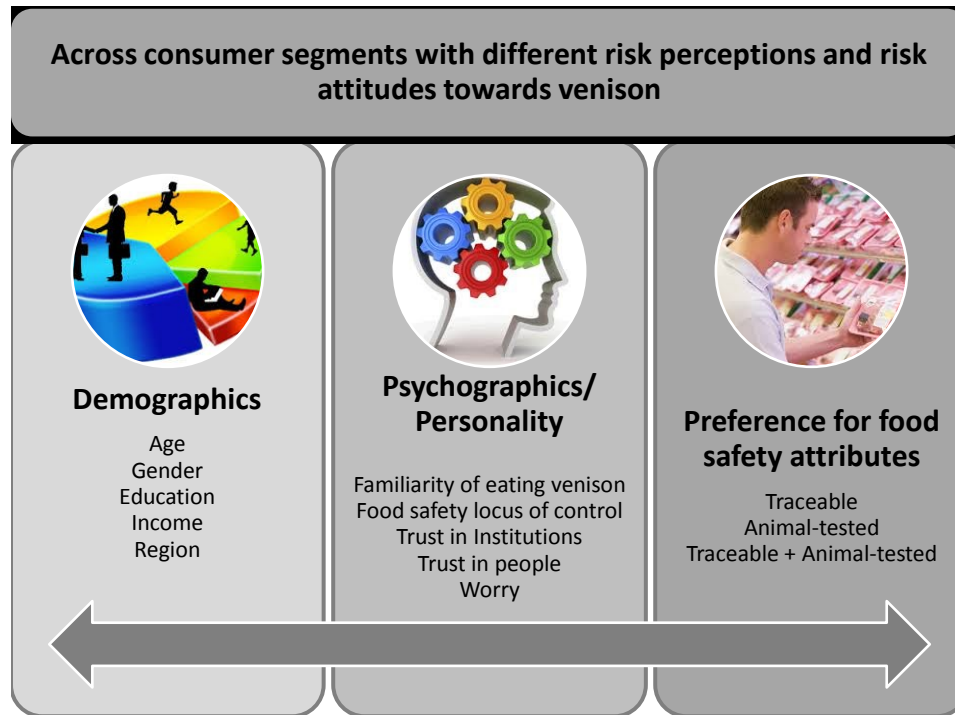 Across consumer segments with different risk perceptions and risk
attitudes towards venison
Demographics
Age
Gender
Education
Income
Region
Psychographics/
Personality
Familiarity of eating venison
Food safety locus of control
Trust in Institutions
Trust in people
Worry
Preference for food
safety attributes
Traceable
Animal-tested
Traceable + Animal-tested